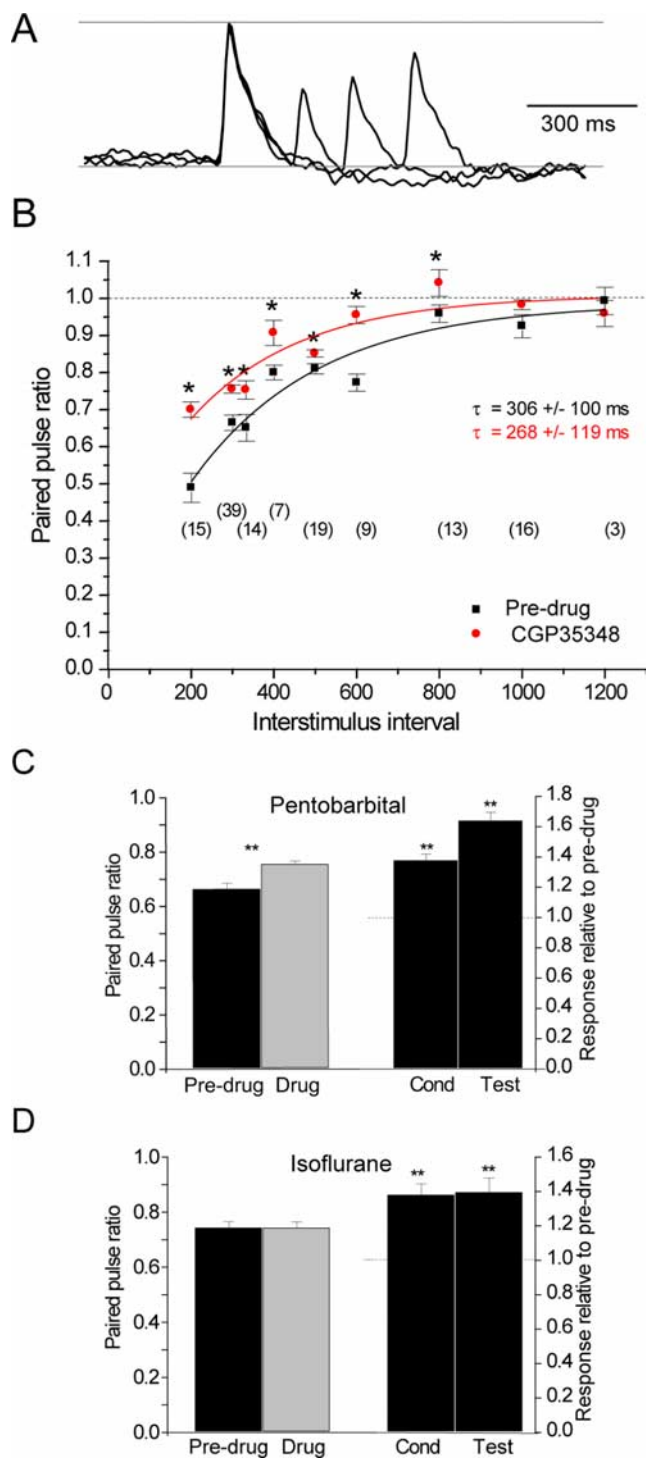 A
300 ms
B
Paired pulse ratio
1.1
1.0
0.9
0.8
0.7
0.6
0.5
0.4
0.3
0.2
0.1
0.0
* * * * * * *
τ = 306 +/- 100 ms
τ = 268 +/- 119 ms
(15) (39) (14) (7) (19) (9) (13) (16) (3)
Pre-drug
CGP35348
0 200 400 600 800 1000 1200
Interstimulus interval
C
Pentobarbital
Paired pulse ratio
1.0
0.8
0.6
0.4
0.2
0.0
** ** **
1.8
1.6
1.4
1.2
1.0
0.8
0.6
0.4
0.2
0.0
Response relative to pre-drug
Pre-drug Drug Cond Test
D
Isoflurane
Paired pulse ratio
1.0
0.8
0.6
0.4
0.2
0.0
** **
1.6
1.4
1.2
1.0
0.8
0.6
0.4
0.2
0.0
Response relative to pre-drug
Pre-drug Drug Cond Test